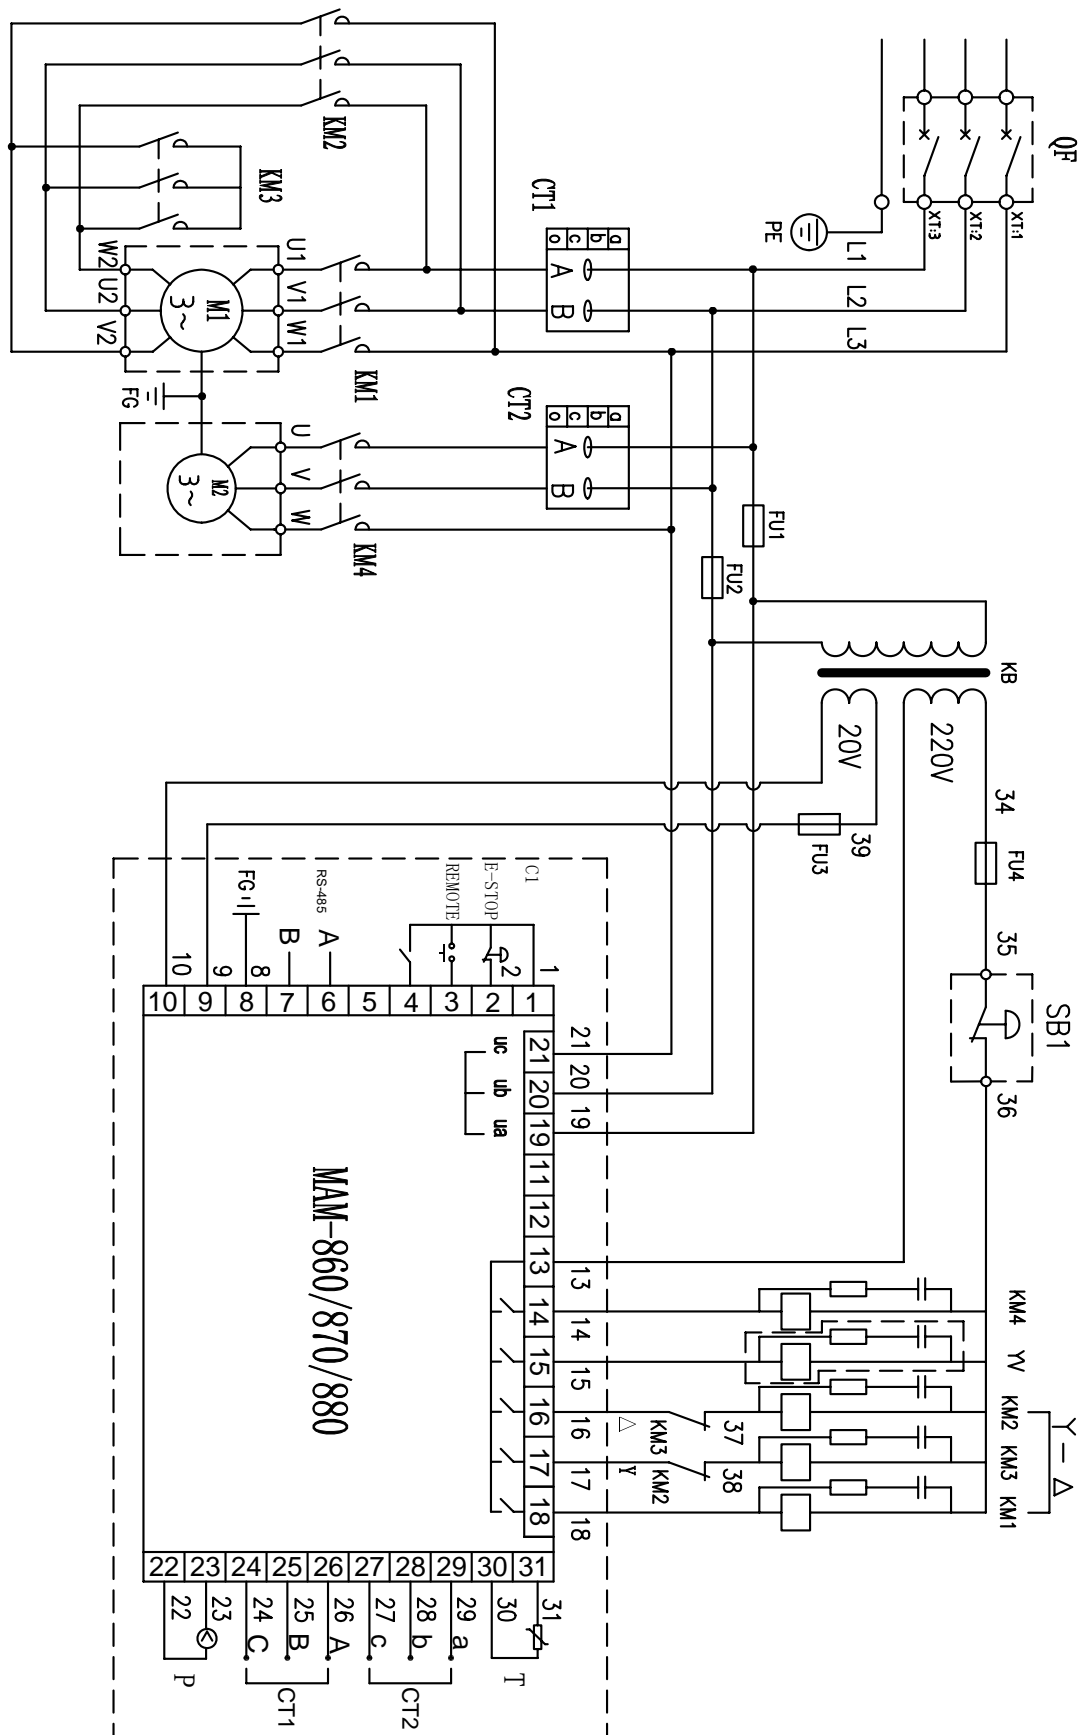 QF
XT:1
XT:2
XT:3
PE
L1
L2
L3
KM2
KM3
CT1
a b c o
A
B
U1
V1
W1
W2
U2
V2
M1
3~
KM1
FG
CT2
a b c o
A
B
U
V
W
M2
3~
KM4
FU1
FU2
KB
220V
20V
34
FU4
35
SB1
36
39
FU3
C1
E-STOP
REMOTE
RS-485
A
B
FG
1
2
8
9
10
1 2 3 4 5 6 7 8 9 10
21
20
19
13
14
15
16
17
18
21 20 19 11 12 13 14 15 16 17 18
uc
ub
ua
MAM-860/870/880
KM4
YV
KM2
KM3
KM1
Y-△
37
38
KM3
△
KM2
Y
31 30 29 28 27 26 25 24 23 22
31
30
29 a
28 b
27 c
26 A
25 B
24 C
23
22
T
CT2
CT1
P